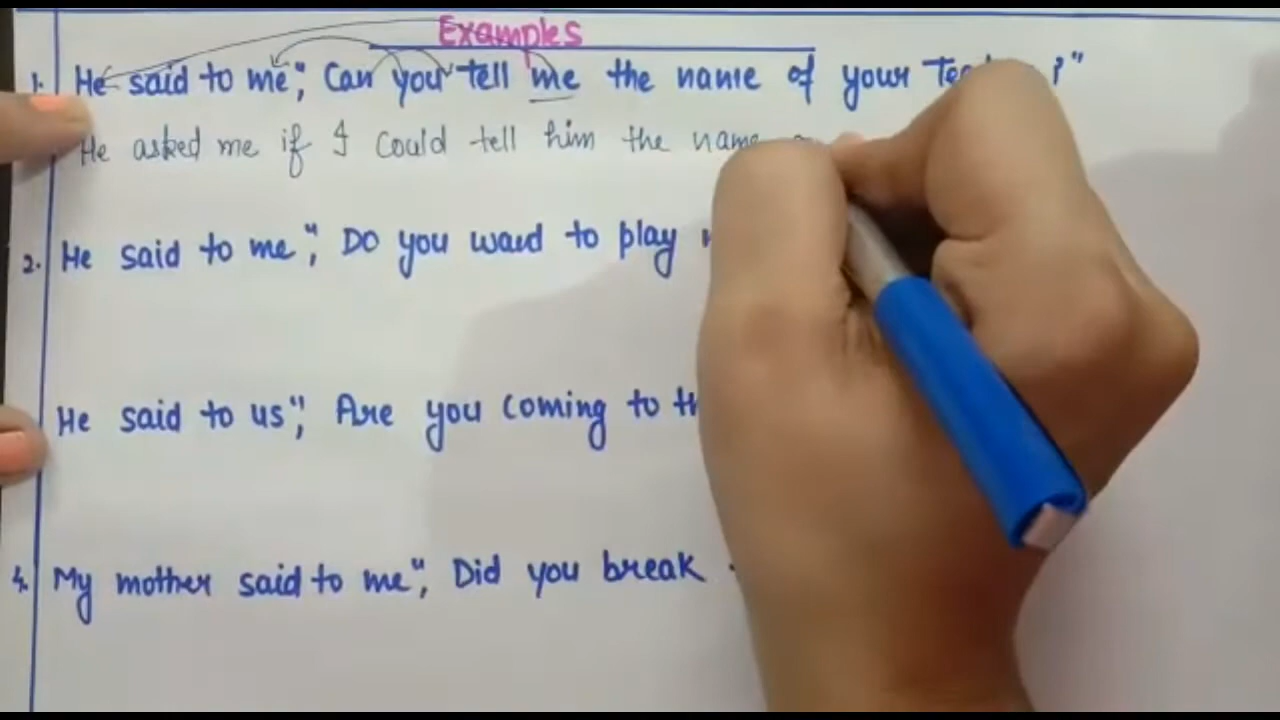 Examples
1. He said to me", Can you tell me the name of your
He asked me if I could tell him the name
2. He said to me", Do you want to play
He said to us", Are you coming to
4. My mother said to me", Did you break